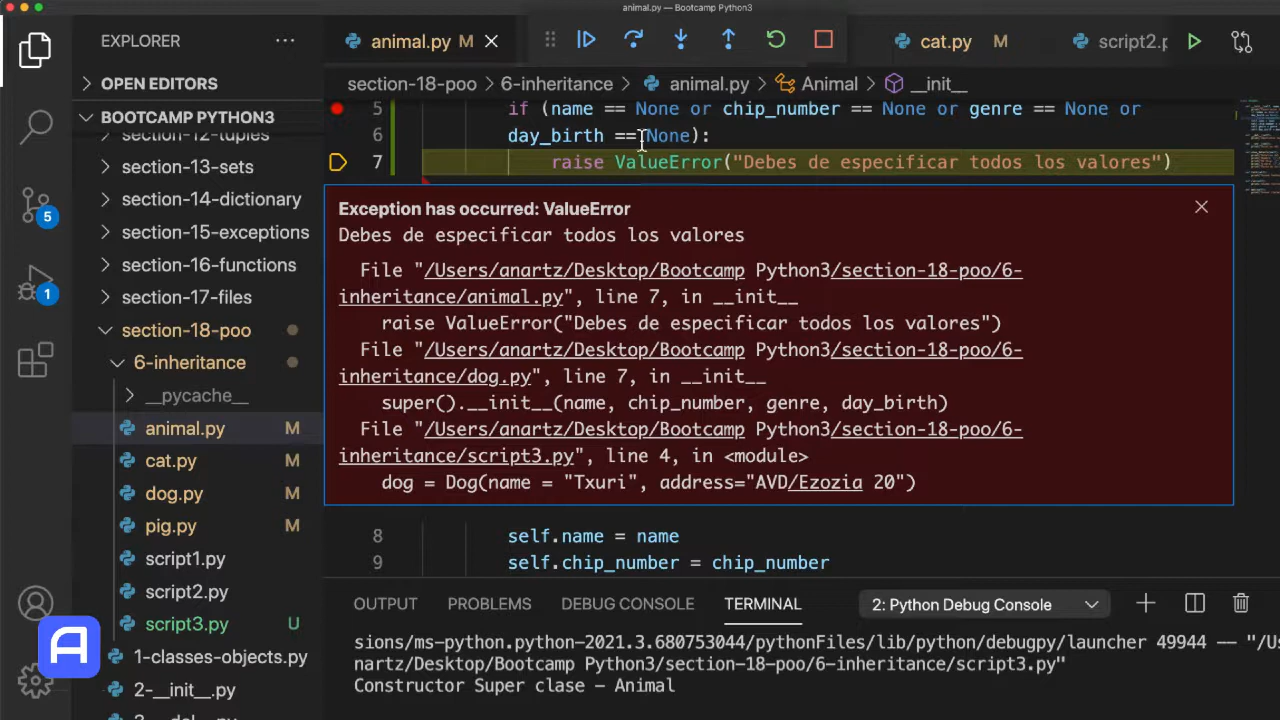 animal.py — Bootcamp Python3
EXPLORER
animal.py M
cat.py M
script2.p
OPEN EDITORS
section-18-poo > 6-inheritance > animal.py > Animal > __init__
BOOTCAMP PYTHON3
section-12-tuples
section-13-sets
section-14-dictionary
section-15-exceptions
section-16-functions
section-17-files
section-18-poo
6-inheritance
__pycache__
animal.py M
cat.py M
dog.py M
pig.py M
script1.py
script2.py
script3.py U
1-classes-objects.py
2-__init__.py
5
1
A
5 if (name == None or chip_number == None or genre == None or
6 day_birth == None):
7 raise ValueError("Debes de especificar todos los valores")
Exception has occurred: ValueError
Debes de especificar todos los valores
File "/Users/anartz/Desktop/Bootcamp Python3/section-18-poo/6-
inheritance/animal.py", line 7, in __init__
raise ValueError("Debes de especificar todos los valores")
File "/Users/anartz/Desktop/Bootcamp Python3/section-18-poo/6-
inheritance/dog.py", line 7, in __init__
super().__init__(name, chip_number, genre, day_birth)
File "/Users/anartz/Desktop/Bootcamp Python3/section-18-poo/6-
inheritance/script3.py", line 4, in <module>
dog = Dog(name = "Txuri", address="AVD/Ezozia 20")
8 self.name = name
9 self.chip_number = chip_number
OUTPUT PROBLEMS DEBUG CONSOLE TERMINAL 2: Python Debug Console
sions/ms-python.python-2021.3.680753044/pythonFiles/lib/python/debugpy/launcher 49944 —— "/Us
nartz/Desktop/Bootcamp Python3/section-18-poo/6-inheritance/script3.py"
Constructor Super clase - Animal